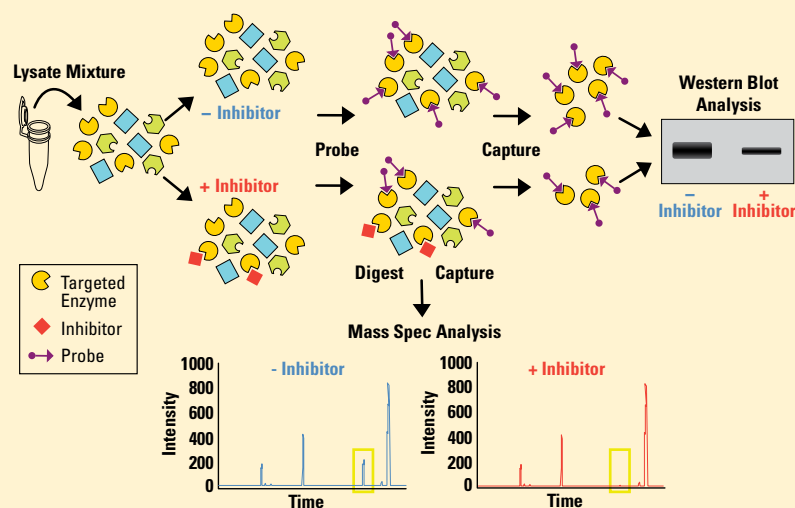 Lysate Mixture
– Inhibitor
+ Inhibitor
Probe
Capture
Western Blot
Analysis
–
Inhibitor
+
Inhibitor
Targeted
Enzyme
Inhibitor
Probe
Digest
Capture
Mass Spec Analysis
- Inhibitor
Intensity
1000
800
600
400
200
0
Time
+ Inhibitor
Intensity
1000
800
600
400
200
0
Time